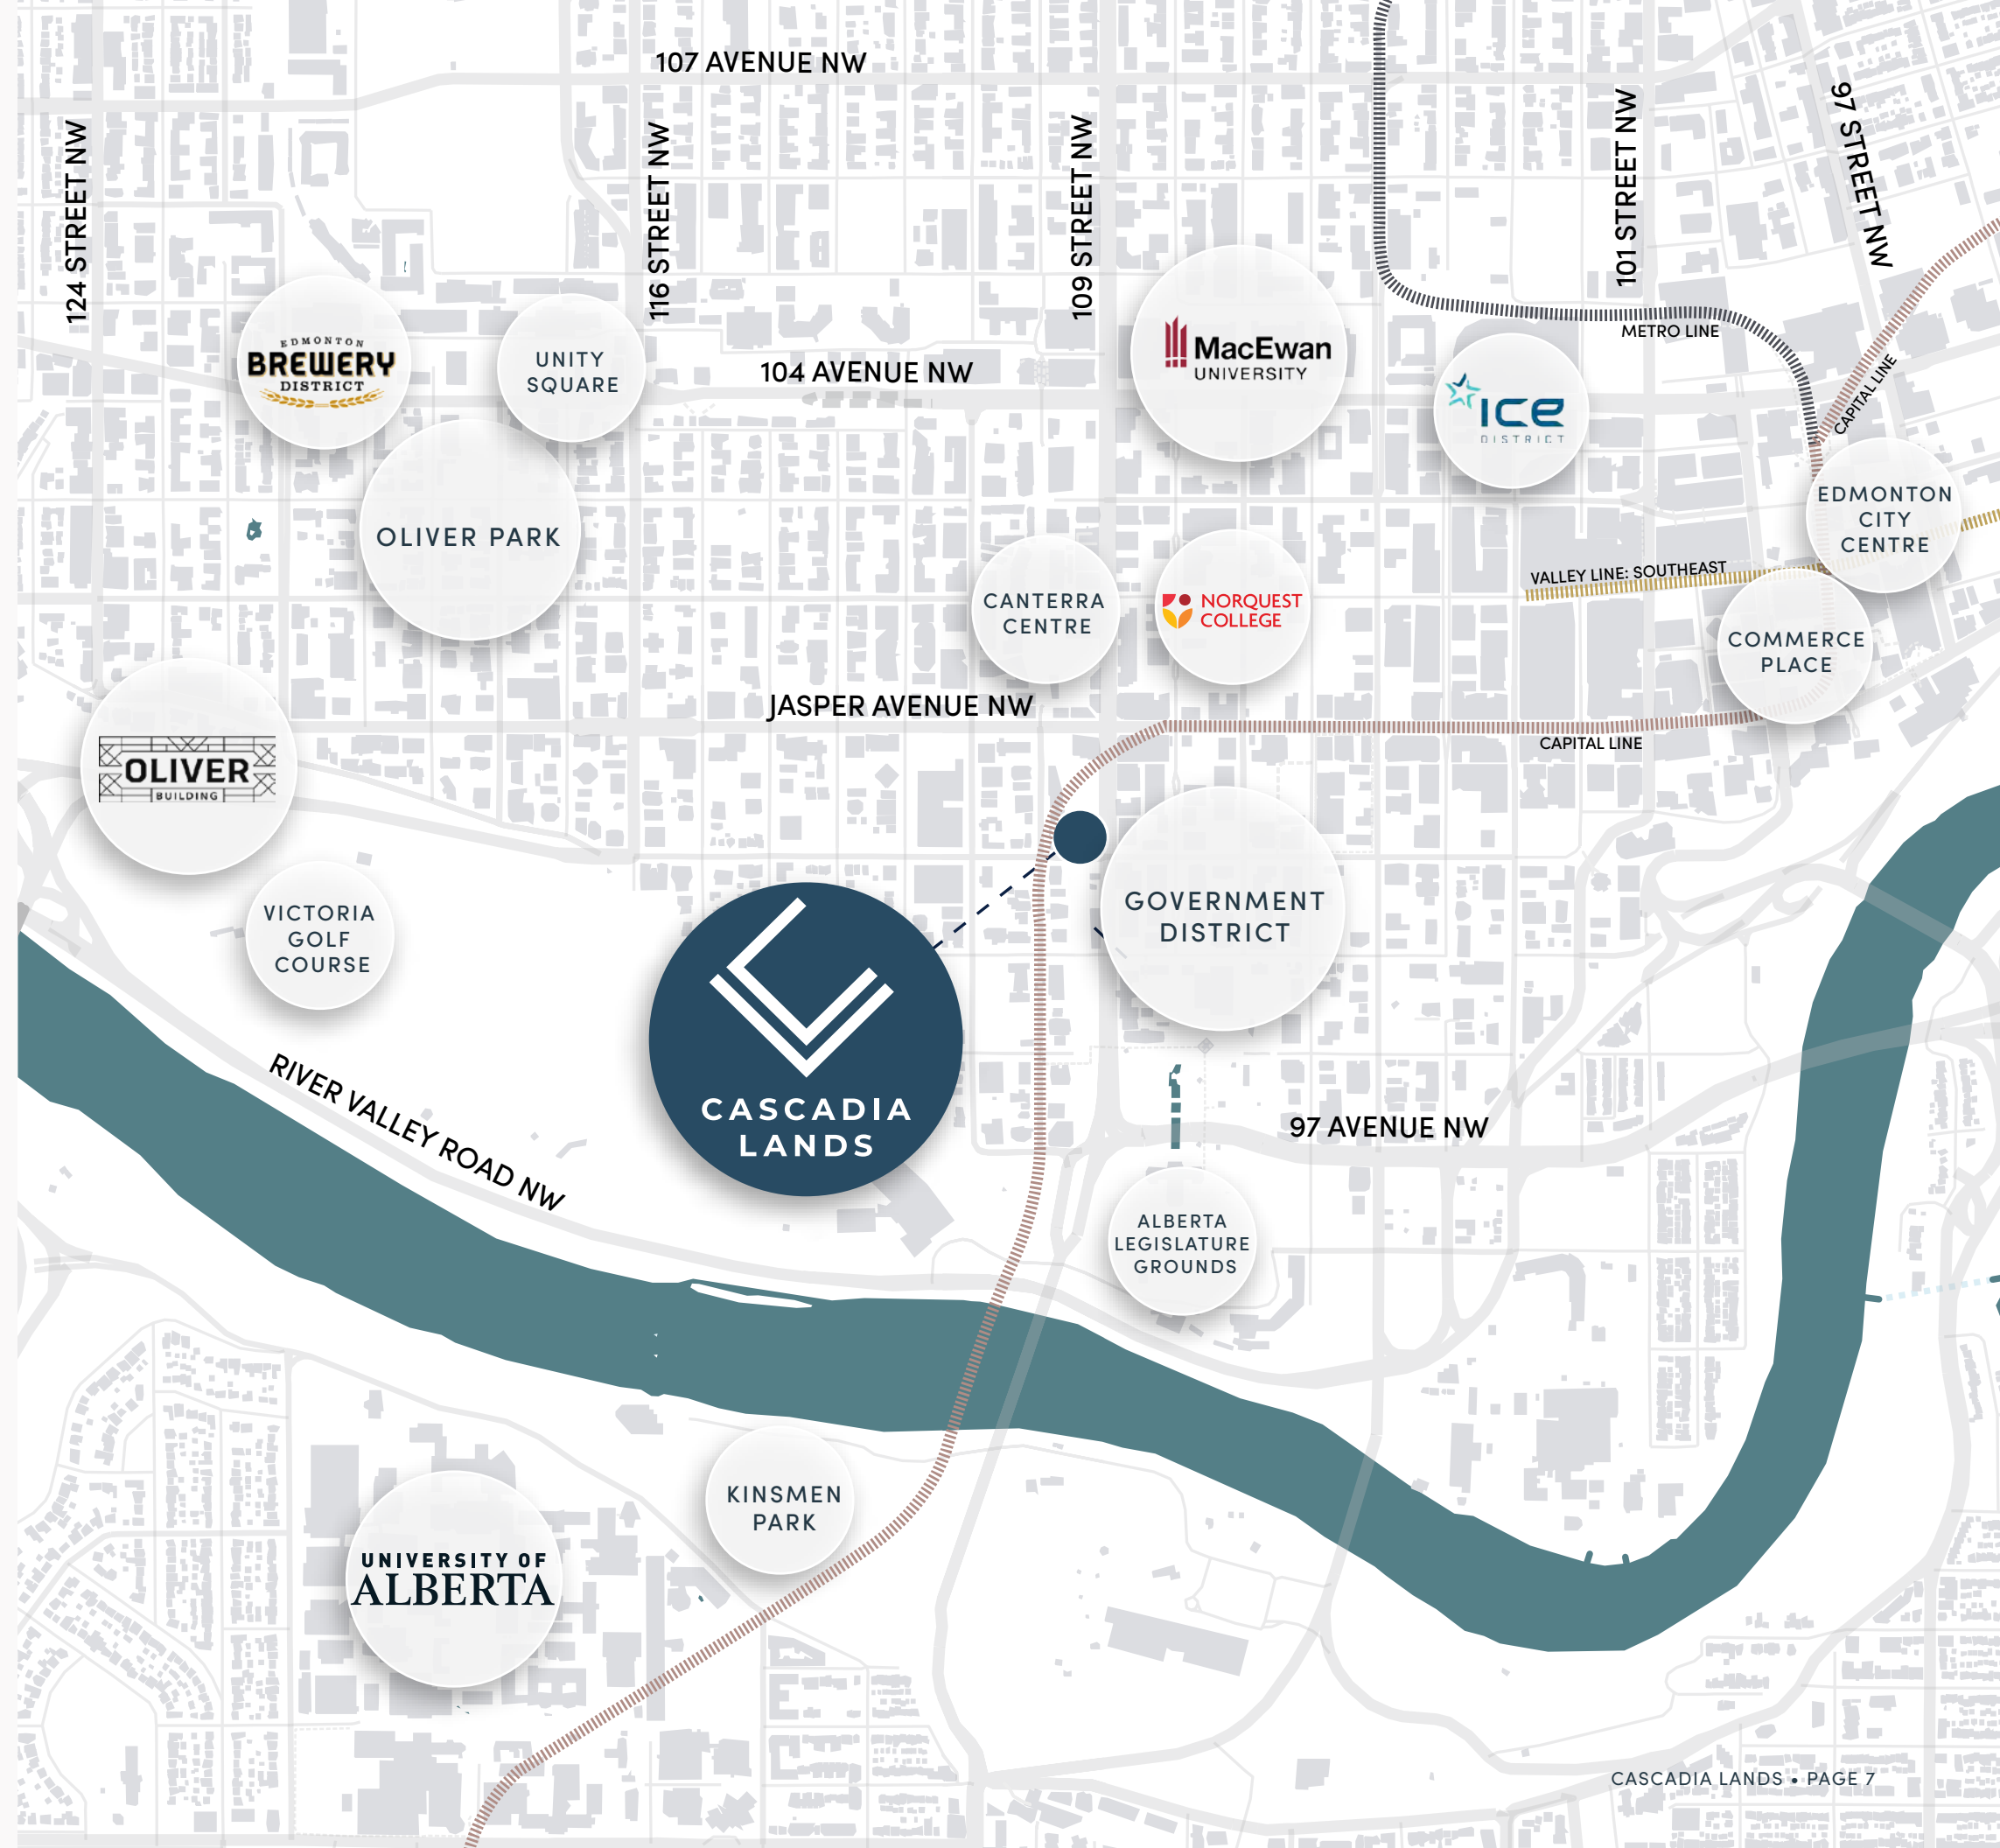 107 AVENUE NW
124 STREET NW
116 STREET NW
109 STREET NW
101 STREET NW
97 STREET NW
METRO LINE
EDMONTON
BREWERY
DISTRICT
UNITY
SQUARE
104 AVENUE NW
MacEwan
UNIVERSITY
ICE
DISTRICT
CAPITAL LINE
EDMONTON
CITY
CENTRE
OLIVER PARK
VALLEY LINE: SOUTHEAST
CANTERRA
CENTRE
NORQUEST
COLLEGE
COMMERCE
PLACE
JASPER AVENUE NW
CAPITAL LINE
OLIVER
BUILDING
VICTORIA
GOLF
COURSE
GOVERNMENT
DISTRICT
CASCADIA
LANDS
RIVER VALLEY ROAD NW
97 AVENUE NW
ALBERTA
LEGISLATURE
GROUNDS
KINSMEN
PARK
UNIVERSITY OF
ALBERTA
CASCADIA LANDS • PAGE 7